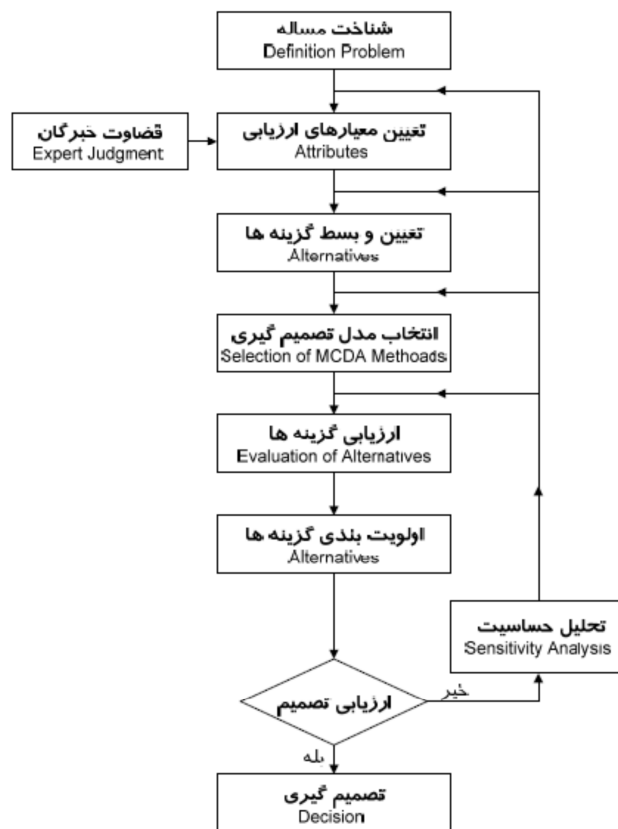 شناخت مساله
Definition Problem
قضاوت خبرگان
Expert Judgment
تعیین معیارهای ارزیابی
Attributes
تعیین و بسط گزینه ها
Alternatives
انتخاب مدل تصمیم گیری
Selection of MCDA Methoads
ارزیابی گزینه ها
Evaluation of Alternatives
اولویت بندی گزینه ها
Alternatives
تحلیل حساسیت
Sensitivity Analysis
ارزیابی تصمیم
خیر
بله
تصمیم گیری
Decision